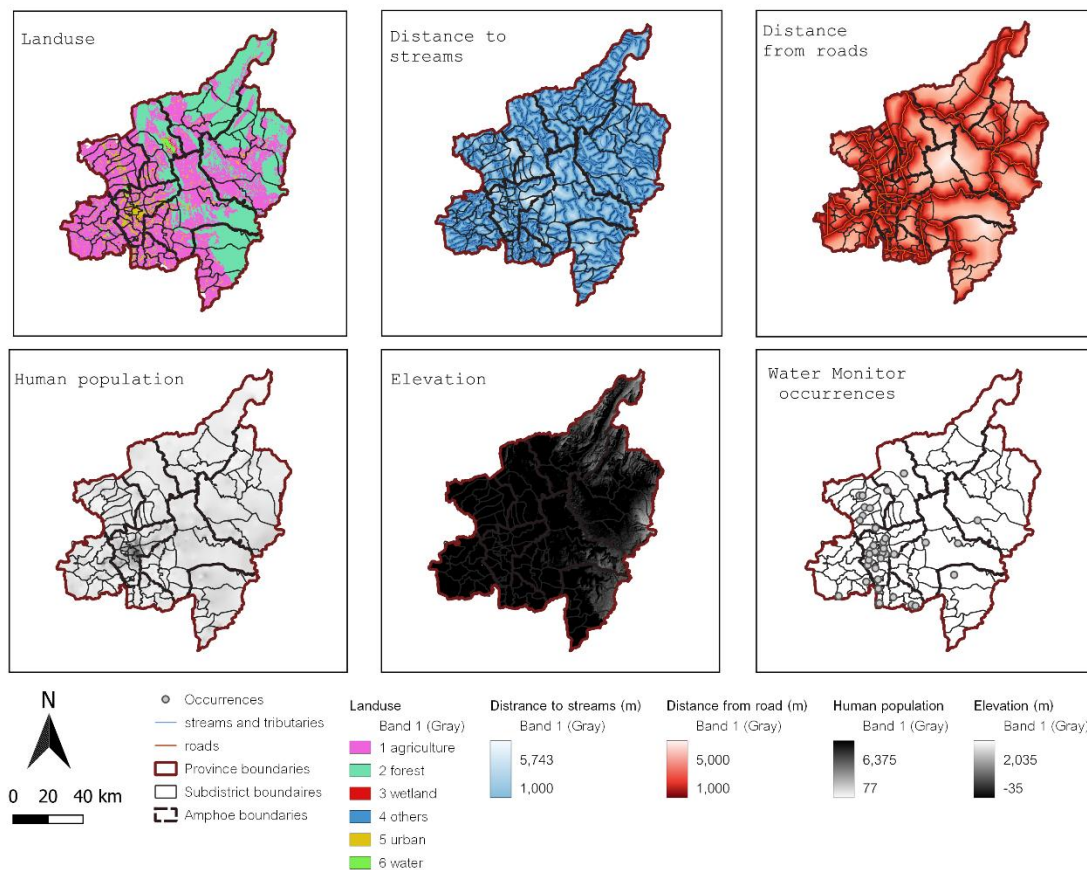 Landuse
Distance to
streams
Distance
from roads
Human population
Elevation
Water Monitor
occurrences
N
0 20 40 km
Occurrences
streams and tributaries
roads
Province boundaries
Subdistrict boundaires
Amphoe boundaries
Landuse
Band 1 (Gray)
1 agriculture
2 forest
3 wetland
4 others
5 urban
6 water
Distrance to streams (m)
Band 1 (Gray)
5,743
1,000
Distance from road (m)
Band 1 (Gray)
5,000
1,000
Human population
Band 1 (Gray)
6,375
77
Elevation (m)
Band 1 (Gray)
2,035
-35